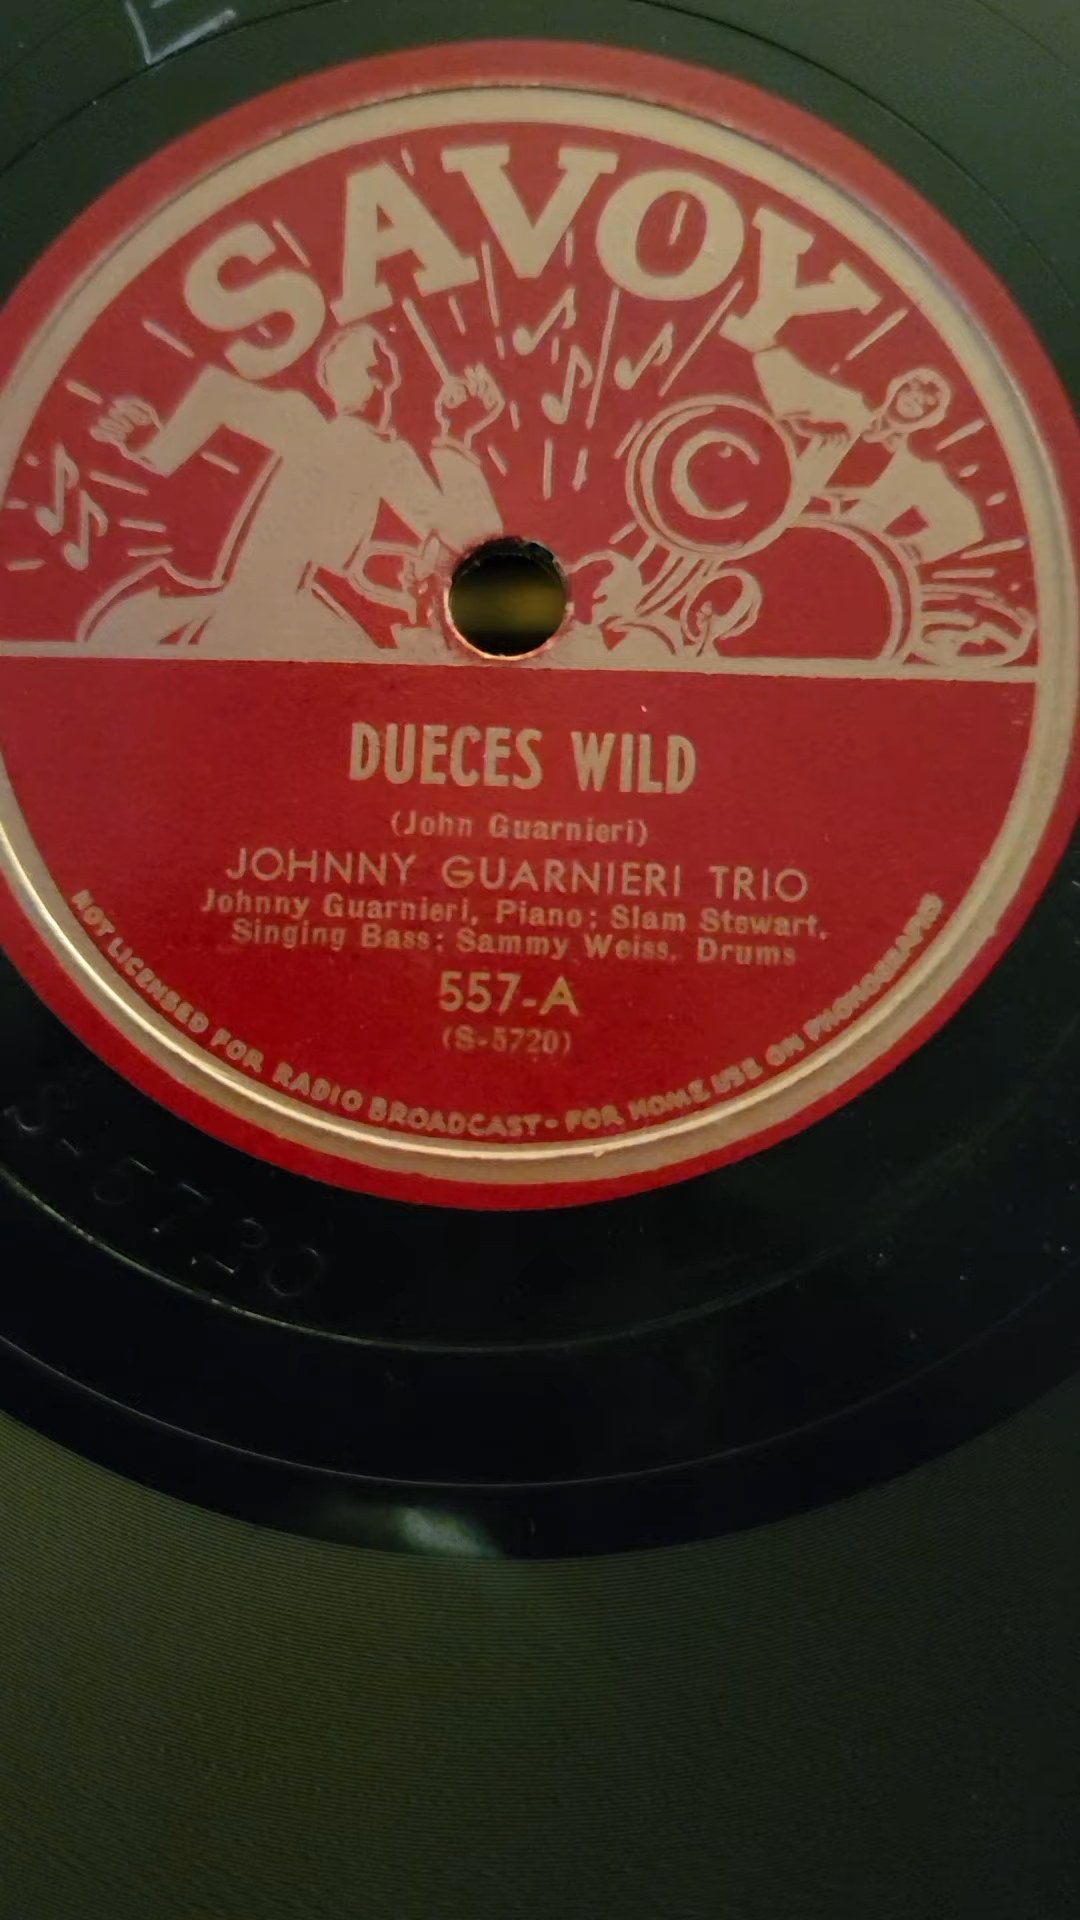 E
SAVOY
C
DUECES WILD
(John Guarnieri)
JOHNNY GUARNIERI TRIO
Johnny Guarnieri, Piano; Slam Stewart,
Singing Bass; Sammy Weiss, Drums
557-A
(S-5720)
NOT LICENSED FOR RADIO BROADCAST • FOR HOME USE ON PHONOGRAPHS
S-5720